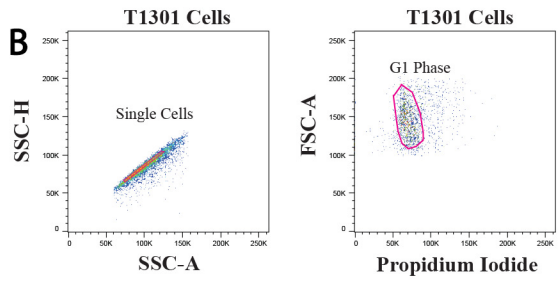 B
T1301 Cells
SSC-H
250K
200K
150K
100K
50K
0
Single Cells
0 50K 100K 150K 200K 250K
SSC-A
T1301 Cells
FSC-A
250K
200K
150K
100K
50K
0
G1 Phase
0 50K 100K 150K 200K 250K
Propidium Iodide